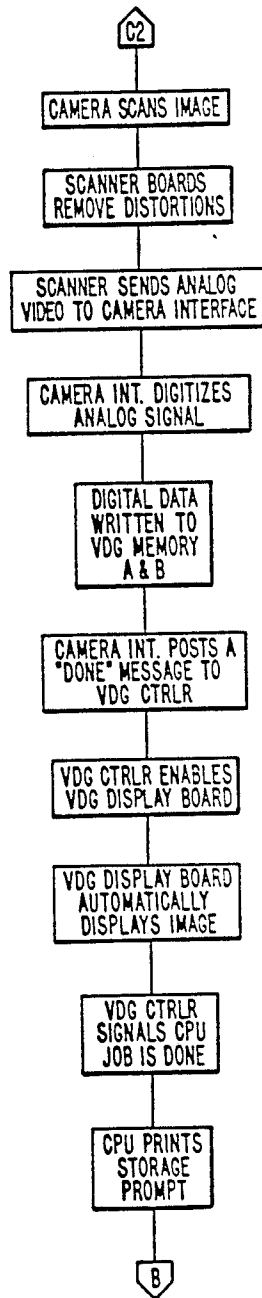 C2
CAMERA SCANS IMAGE
SCANNER BOARDS
REMOVE DISTORTIONS
SCANNER SENDS ANALOG
VIDEO TO CAMERA INTERFACE
CAMERA INT. DIGITIZES
ANALOG SIGNAL
DIGITAL DATA
WRITTEN TO
VDG MEMORY
A & B
CAMERA INT. POSTS A
"DONE" MESSAGE TO
VDG CTRLR
VDG CTRLR ENABLES
VDG DISPLAY BOARD
VDG DISPLAY BOARD
AUTOMATICALLY
DISPLAYS IMAGE
VDG CTRLR
SIGNALS CPU
JOB IS DONE
CPU PRINTS
STORAGE
PROMPT
B